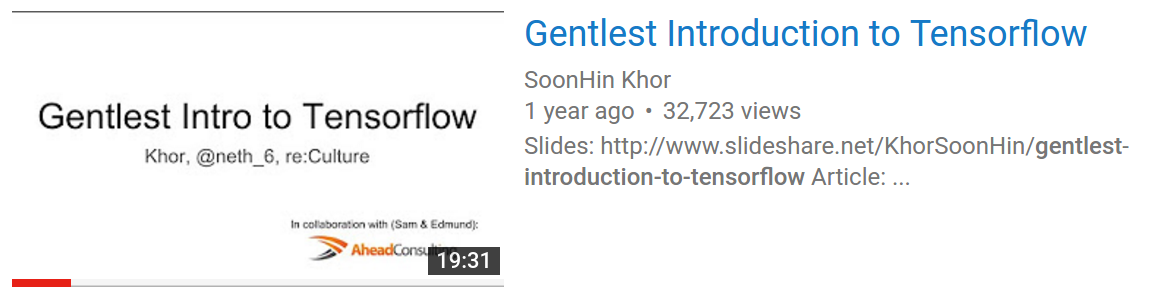 Gentlest Intro to Tensorflow
Khor, @neth_6, re:Culture
In collaboration with (Sam & Edmund):
AheadConsulting
19:31
Gentlest Introduction to Tensorflow
SoonHin Khor
1 year ago • 32,723 views
Slides: http://www.slideshare.net/KhorSoonHin/gentlest-
introduction-to-tensorflow Article: ...